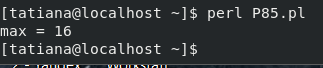 [tatiana@localhost ~]$ perl P85.pl
max = 16
[tatiana@localhost ~]$